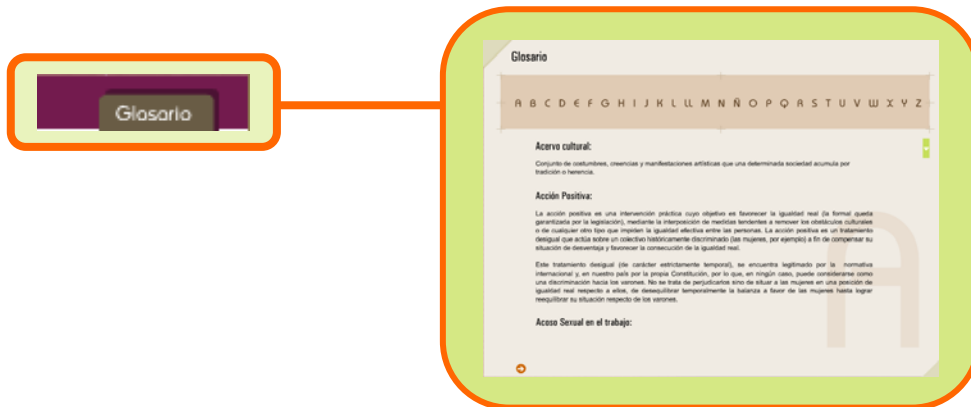 Glosario
Glosario
A B C D E F G H I J K L LL M N Ñ O P Q R S T U V W X Y Z
Acervo cultural:
Conjunto de costumbres, creencias y manifestaciones artísticas que una determinada sociedad acumula por
tradición o herencia.
Acción Positiva:
La acción positiva es una intervención práctica cuyo objetivo es favorecer la igualdad real (la formal queda
garantizada por la legislación), mediante la interposición de medidas tendentes a remover los obstáculos culturales
o de cualquier otro tipo que impiden la igualdad efectiva entre las personas. La acción positiva es un tratamiento
desigual que actúa sobre un colectivo históricamente discriminado (las mujeres, por ejemplo) a fin de compensar su
situación de desventaja y favorecer la consecución de la igualdad real.
Este tratamiento desigual (de carácter estrictamente temporal), se encuentra legitimado por la normativa
internacional y, en nuestro país por la propia Constitución, por lo que, en ningún caso, puede considerarse como
una discriminación hacia los varones. No se trata de perjudicarlos sino de situar a las mujeres en una posición de
igualdad real respecto a ellos, de desequilibrar temporalmente la balanza a favor de las mujeres hasta lograr
reequilibrar su situación respecto de los varones.
Acoso Sexual en el trabajo:
A